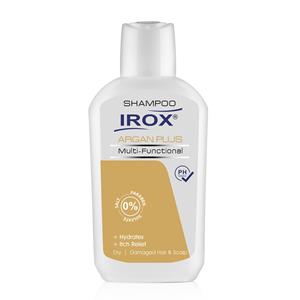 SHAMPOO
IROX®
ARGAN PLUS
Multi-Functional
PH
SALT PARABEN
0%
+ Hydrates
+ Itch Relief
Dry | Damaged Hair & Scalp